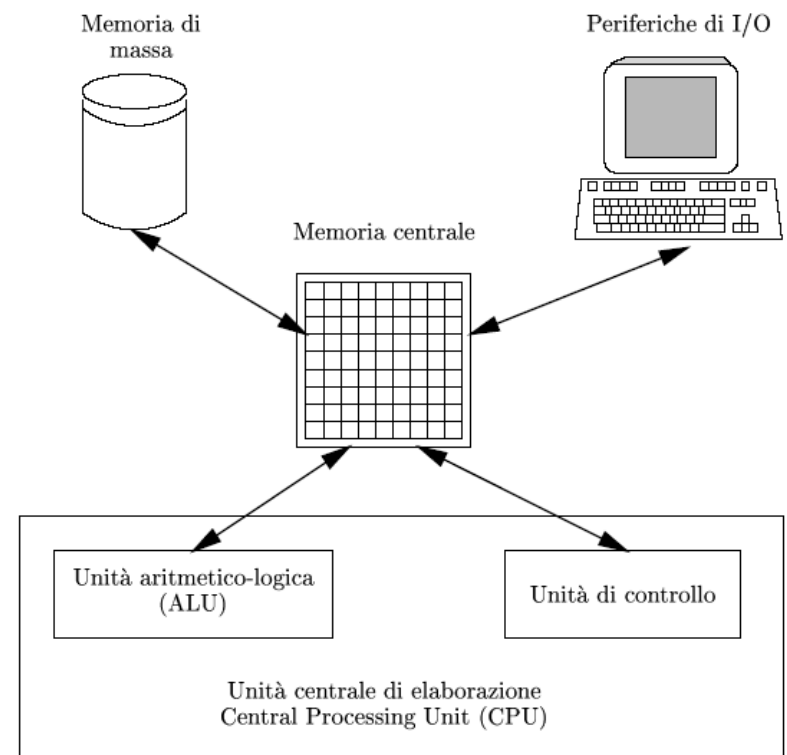 Memoria di
massa
Periferiche di I/O
Memoria centrale
Unità aritmetico-logica
(ALU)
Unità di controllo
Unità centrale di elaborazione
Central Processing Unit (CPU)